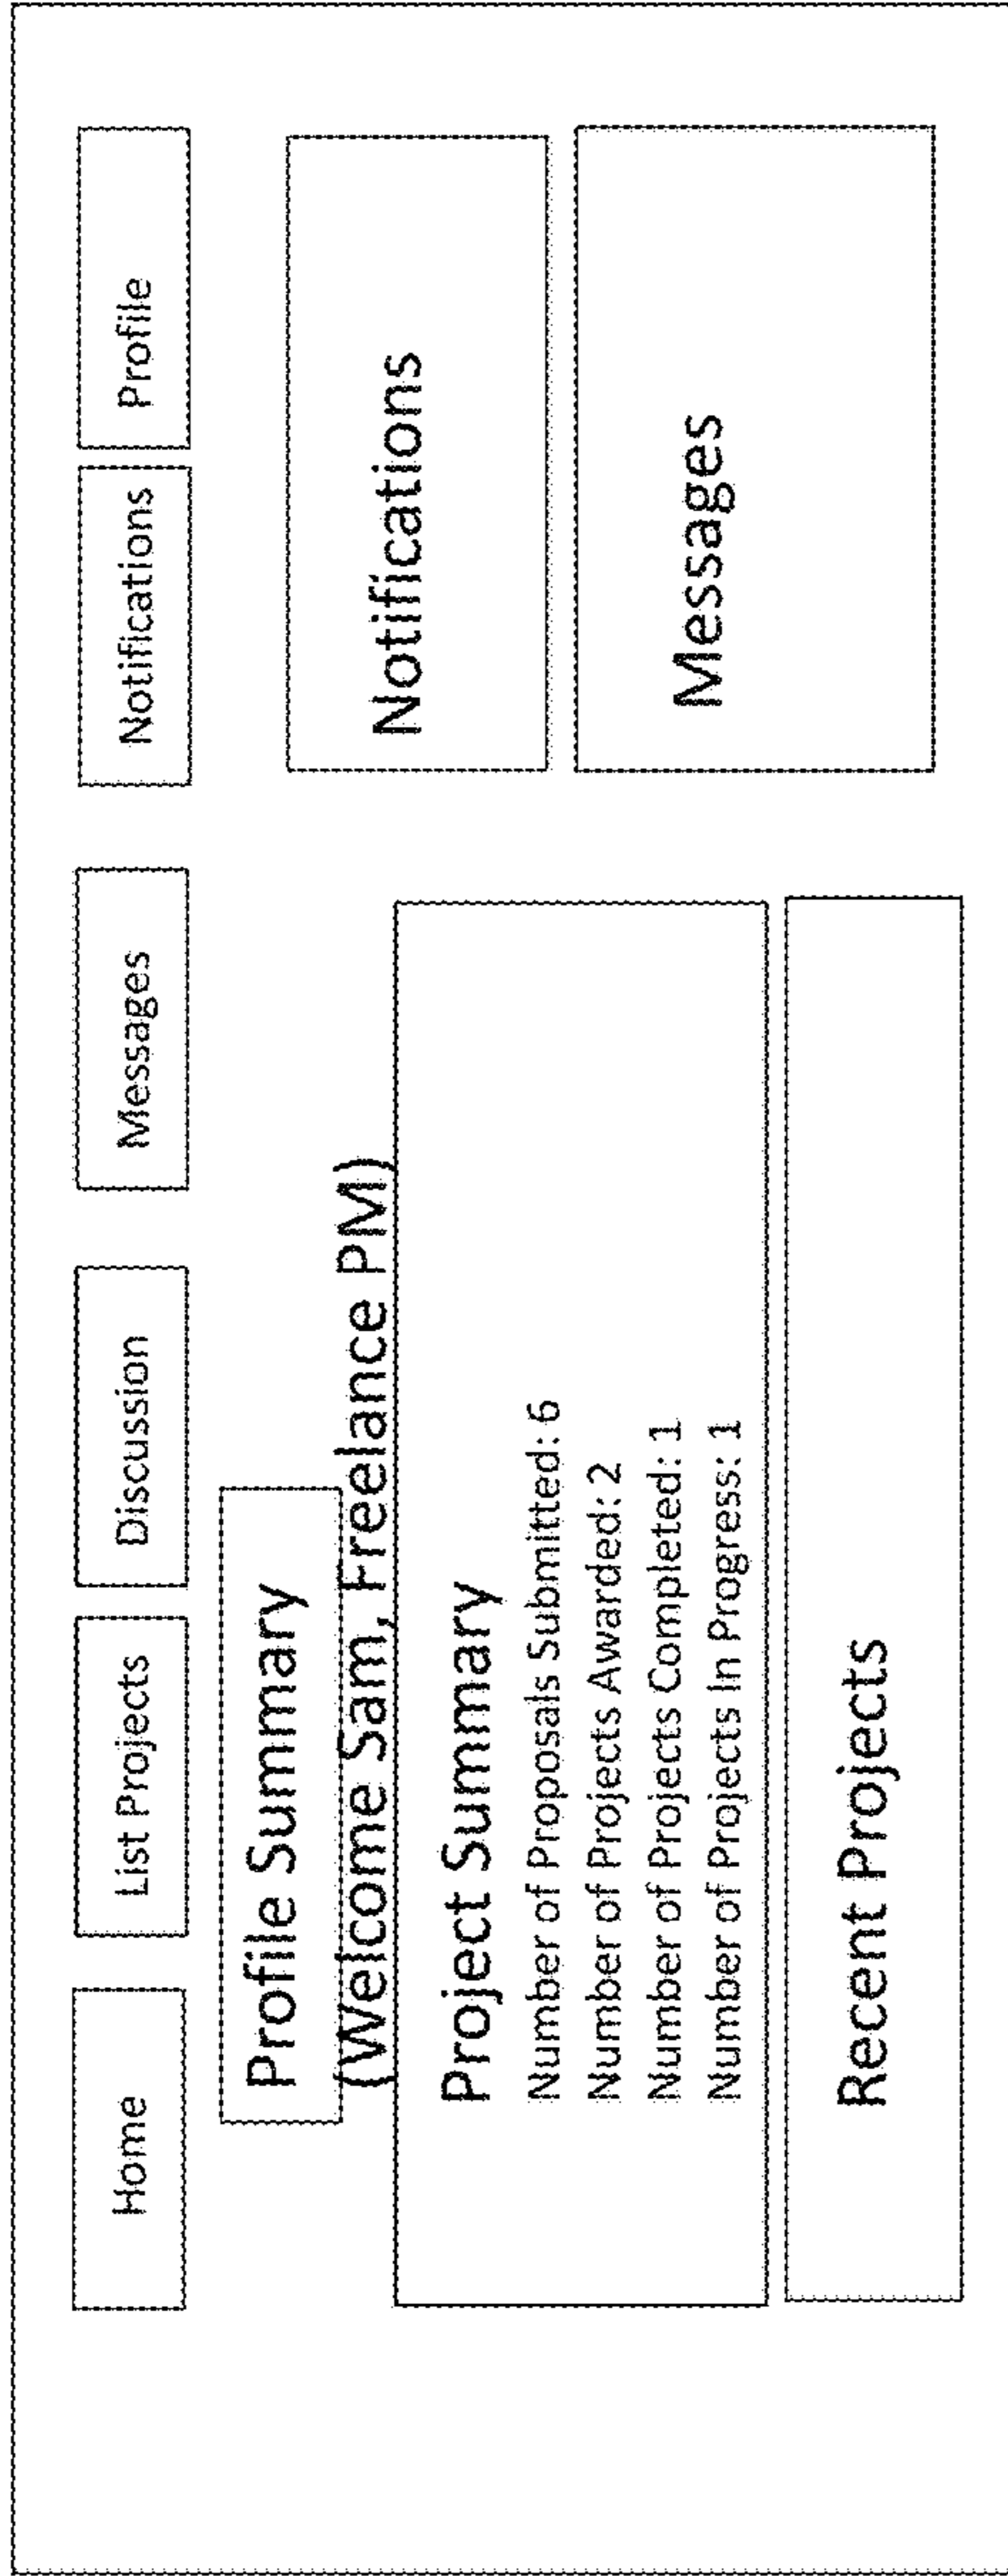 Home
List Projects
Discussion
Messages
Notifications
Profile
Profile Summary
(Welcome Sam, Freelance PM)
Project Summary
Number of Proposals Submitted: 6
Number of Projects Awarded: 2
Number of Projects Completed: 1
Number of Projects In Progress: 1
Recent Projects
Notifications
Messages